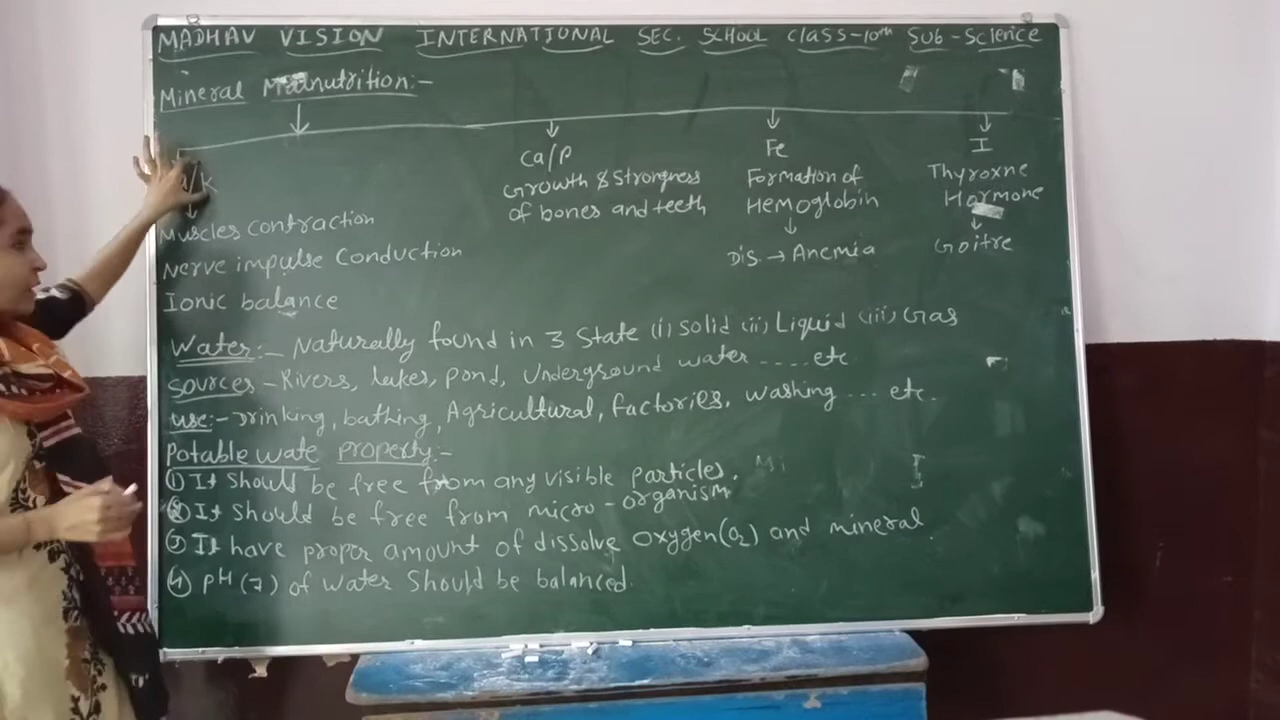 MADHAV VISION INTERNATIONAL SEC. SCHOOL Class-10th Sub-Science
Mineral Malnutrition:-
/K
Muscles contraction
Nerve impulse conduction
Ionic balance
Ca/P
Growth & Strongness
of bones and teeth
Fe
Formation of
Hemoglobin
Dis. → Anemia
I
Thyroxne
Hormone
Goitre
Water:- Naturally found in 3 State (i) Solid (ii) Liquid (iii) Gas
Sources - Rivers, lakes, pond, Underground water ..... etc
use:- Drinking, bathing, Agricultural, factories, washing ... etc.
Potable wate property:-
① It should be free from any visible particles.
② It should be free from micro-organism
③ It have proper amount of dissolve oxygen(O₂) and mineral.
④ PH (7) of water should be balanced.